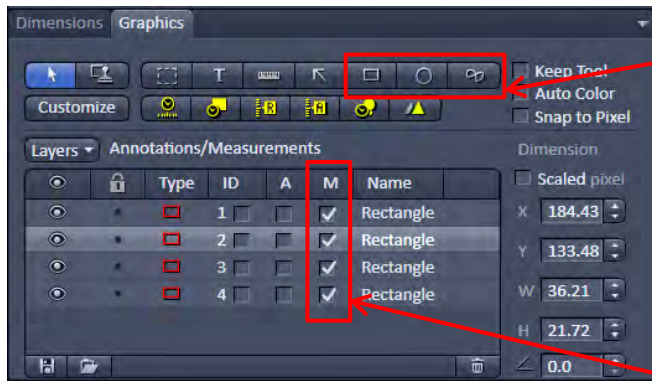 Dimensions Graphics
T
Keep Tool
Auto Color
Snap to Pixel
Customize R A
Layers Annotations/Measurements
Dimension
Type ID A M Name
Scaled pixel
1 Rectangle
2 Rectangle
3 Rectangle
4 Rectangle
X 184.43
Y 133.48
W 36.21
H 21.72
0.0